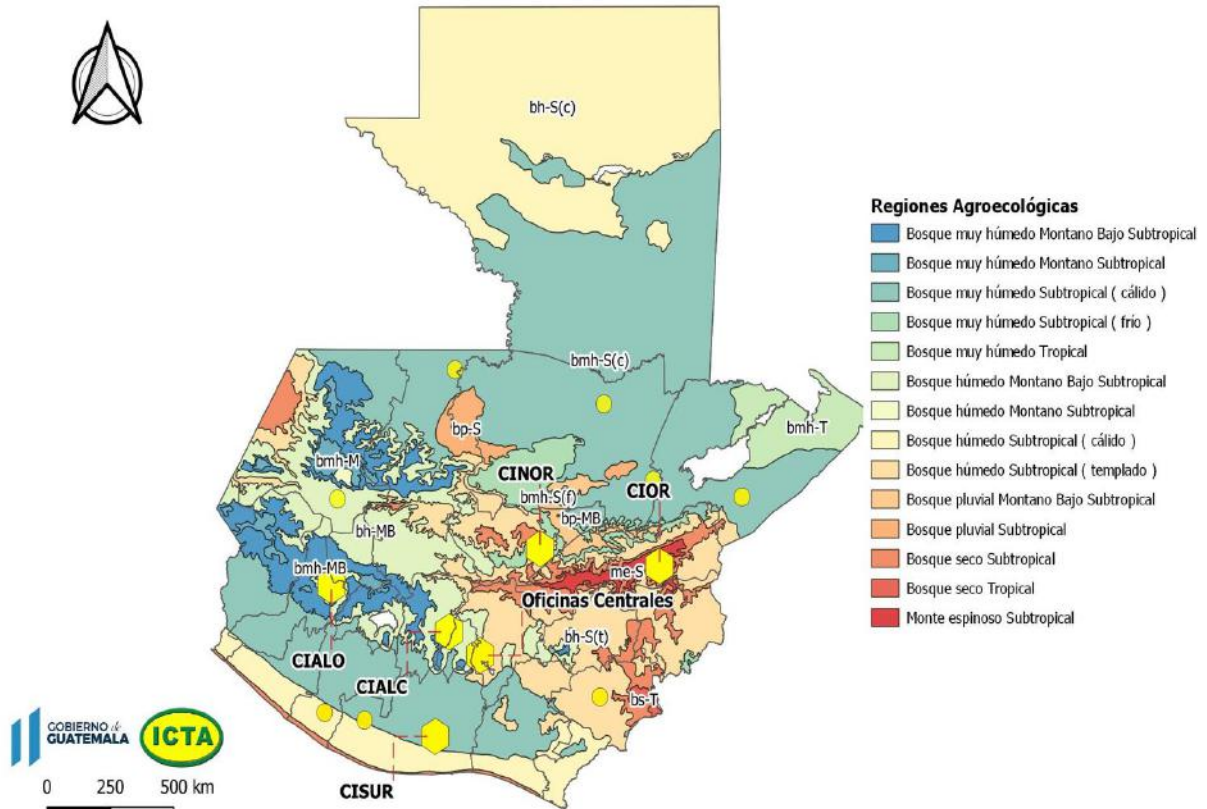 bh-S(c)
Regiones Agroecológicas
Bosque muy húmedo Montano Bajo Subtropical
Bosque muy húmedo Montano Subtropical
Bosque muy húmedo Subtropical ( cálido )
Bosque muy húmedo Subtropical ( frío )
Bosque muy húmedo Tropical
Bosque húmedo Montano Bajo Subtropical
Bosque húmedo Montano Subtropical
Bosque húmedo Subtropical ( cálido )
Bosque húmedo Subtropical ( templado )
Bosque pluvial Montano Bajo Subtropical
Bosque pluvial Subtropical
Bosque seco Subtropical
Bosque seco Tropical
Monte espinoso Subtropical
bmh-S(c)
bp-S
bmh-T
bmh-M
CINOR
CIOR
bmh-S(f)
bp-MB
bh-MB
bmh-MB
me-S
Oficinas Centrales
bh-S(t)
CIALO
CIALC
bs-T
GOBIERNO de
GUATEMALA
ICTA
0 250 500 km
CISUR